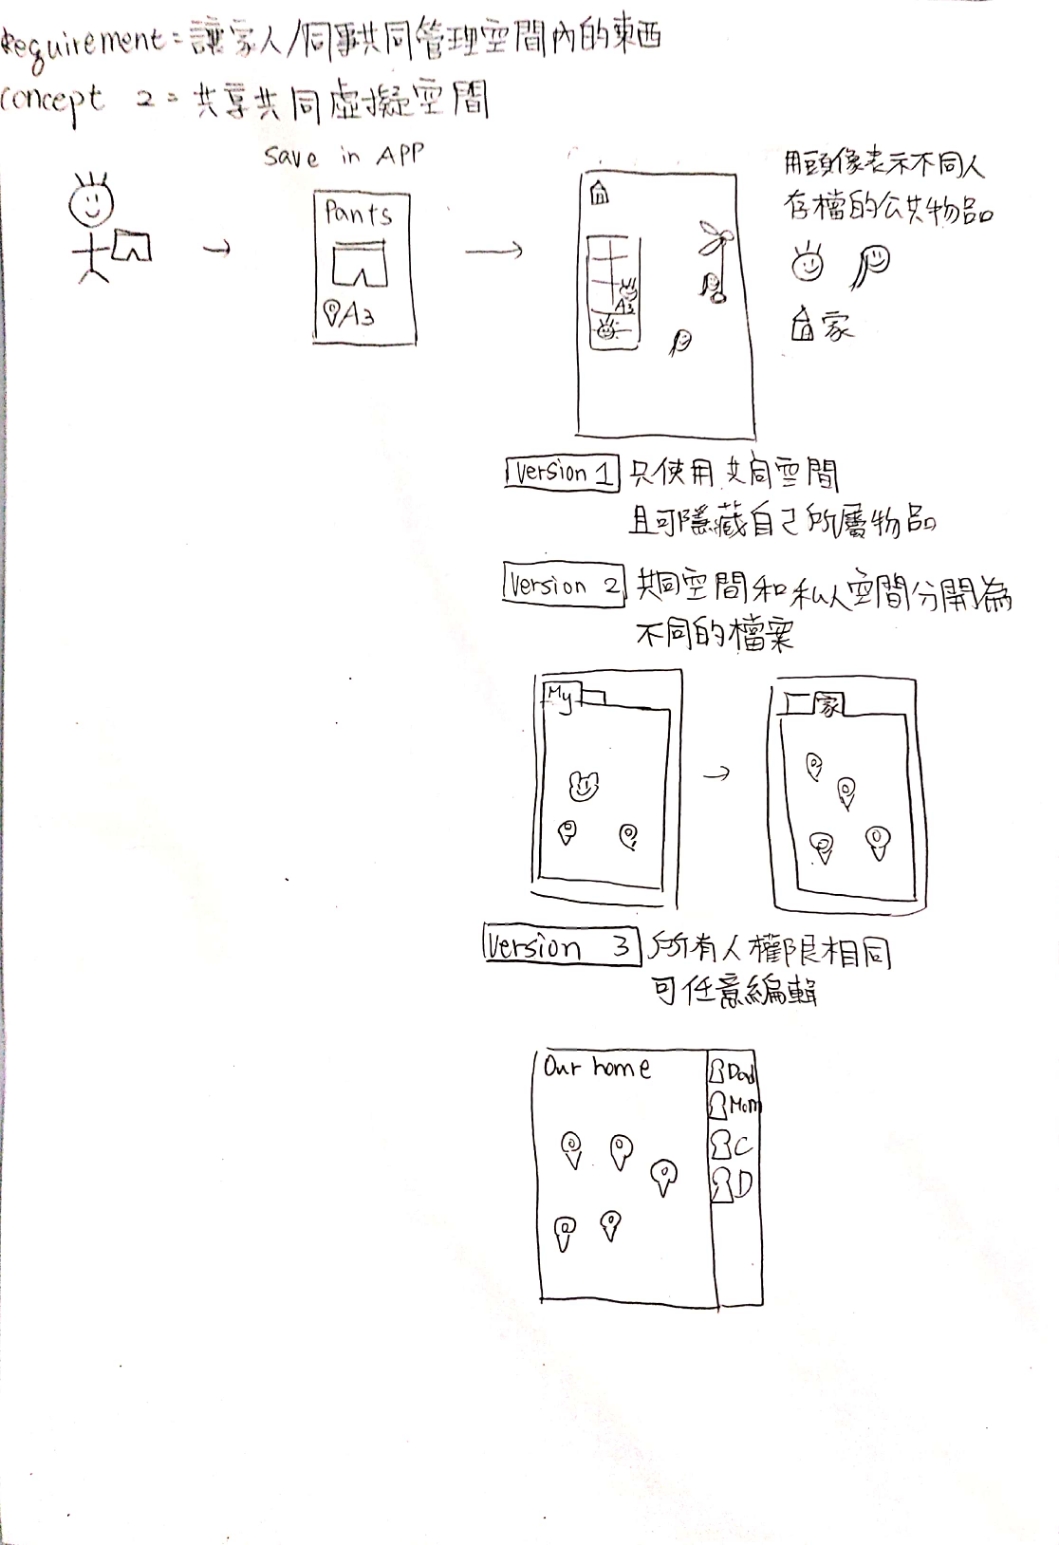 Requirement = 讓家人/同事共同管理空間內的東西
Concept 2 = 共享共同虛擬空間
Save in APP
Pants
A3
A3
用頭像表示不同人
存檔的公共物品。
家
Version 1 只使用共同空間
且可隱藏自己所屬物品。
Version 2 共同空間和私人空間分開為
不同的檔案
My
家
Version 3 所有人權限相同
可任意編輯
Our home
Dad
Mom
C
D